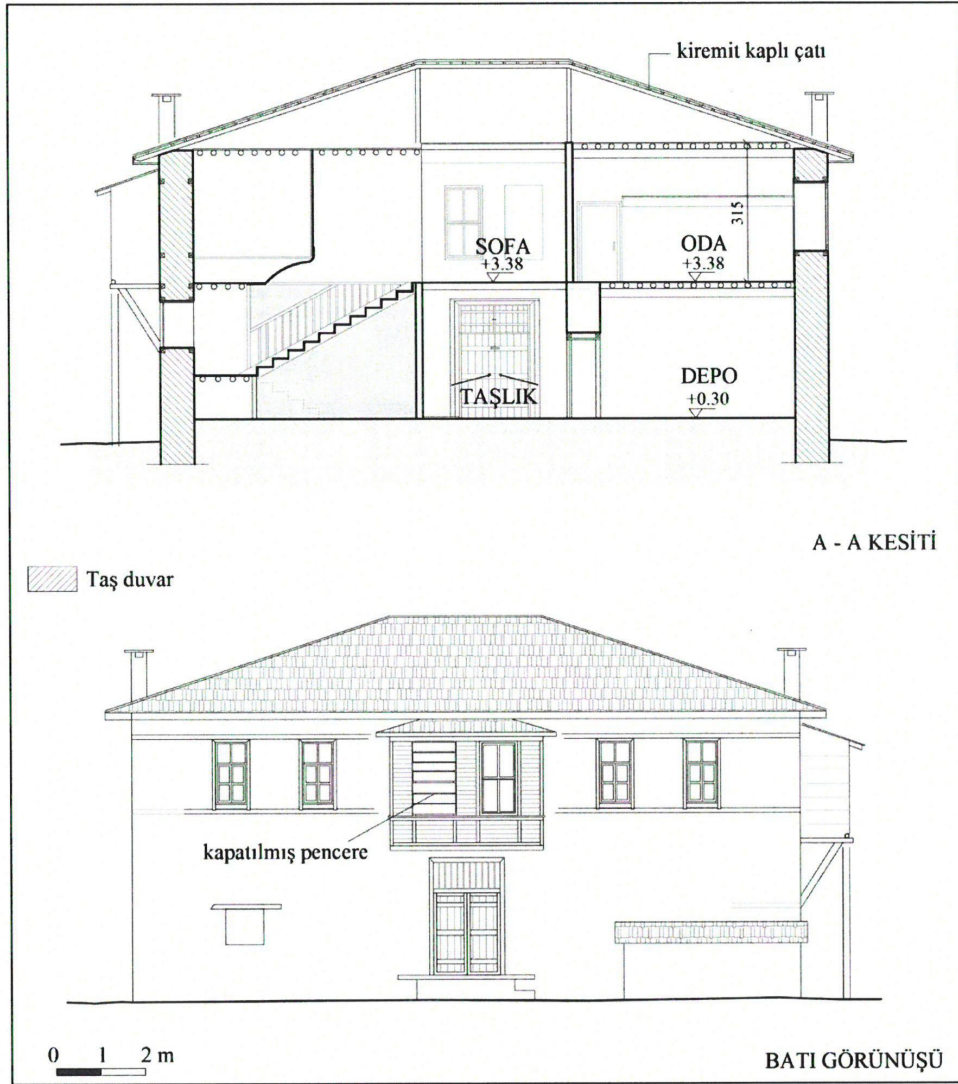 kiremit kaplı çatı
315
SOFA
+3.38
ODA
+3.38
TAŞLIK
DEPO
+0.30
A - A KESİTİ
Taş duvar
kapatılmış pencere
0 1 2 m
BATI GÖRÜNÜŞÜ